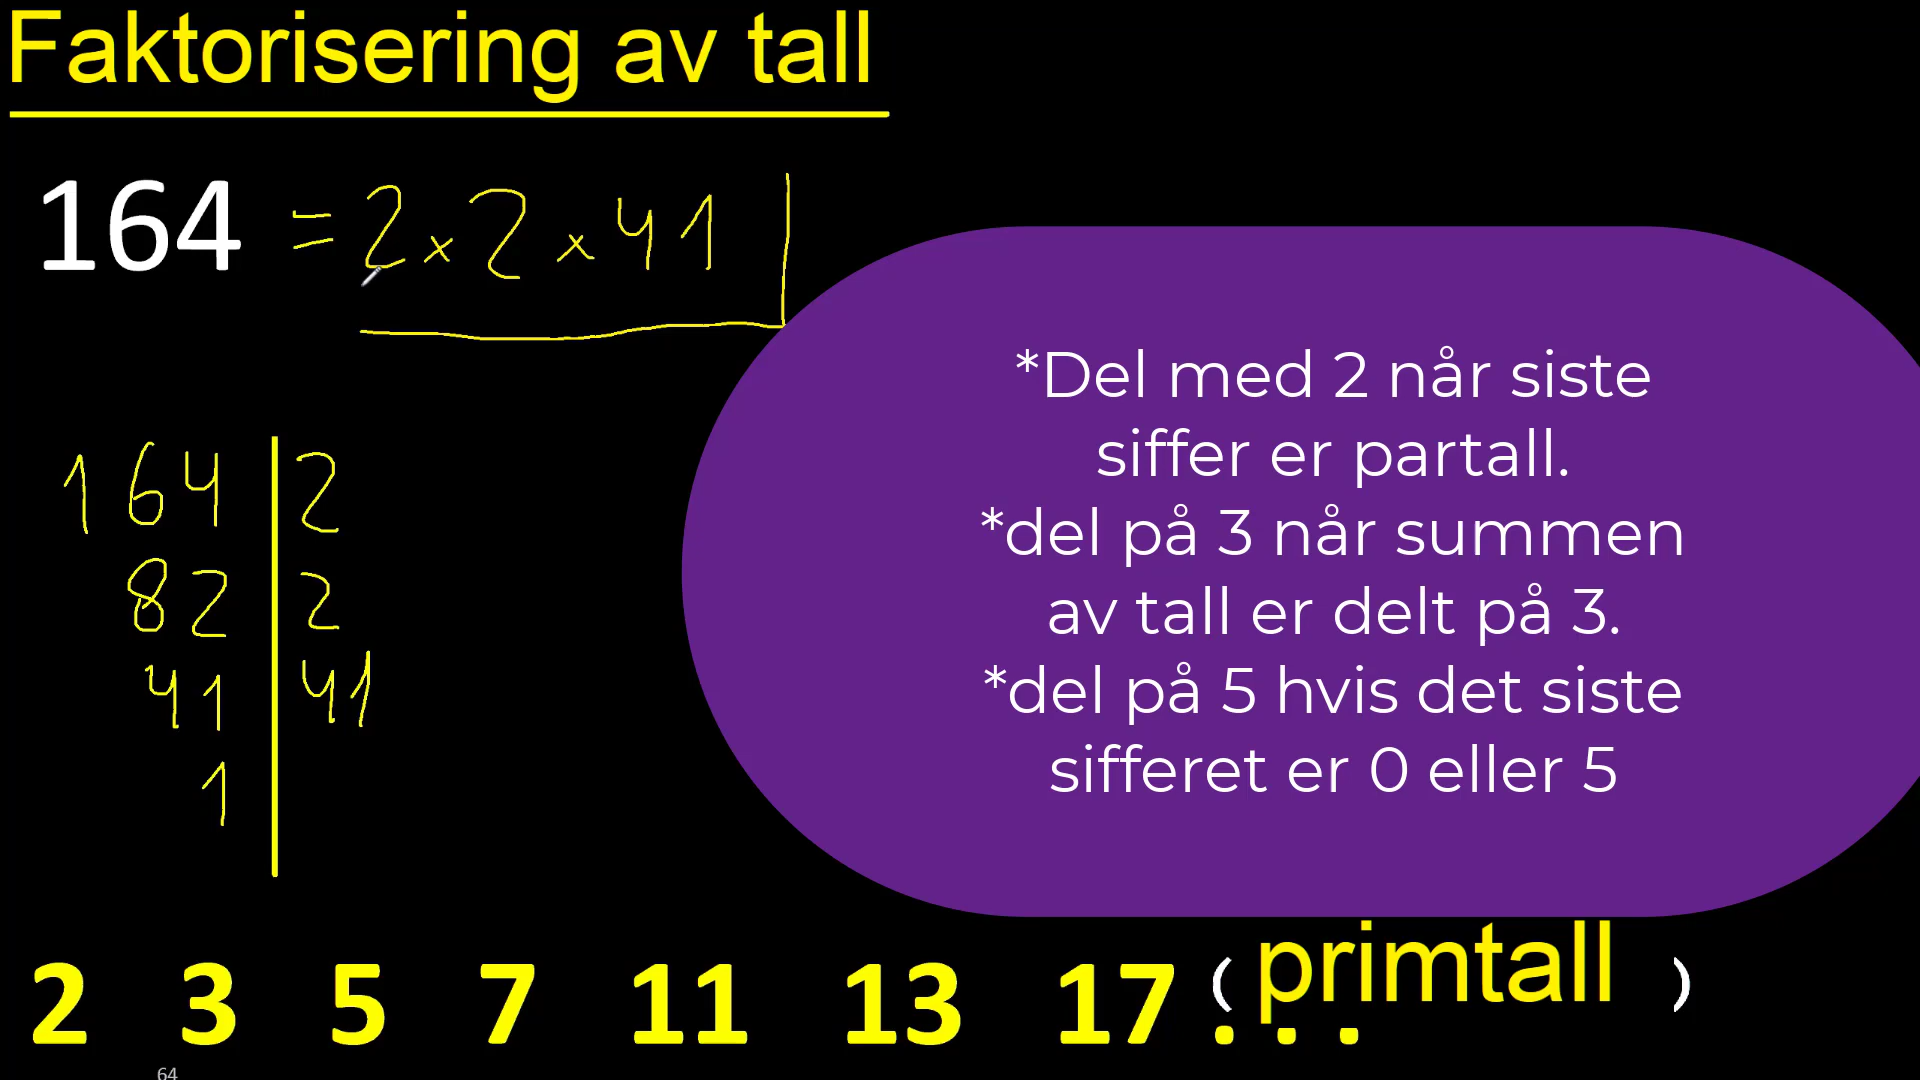 Faktorisering av tall
164 = 2 x 2 x 41
164 | 2
82 | 2
41 | 41
1
*Del med 2 når siste
siffer er partall.
*del på 3 når summen
av tall er delt på 3.
*del på 5 hvis det siste
sifferet er 0 eller 5
2 3 5 7 11 13 17 . . . ( primtall )
64